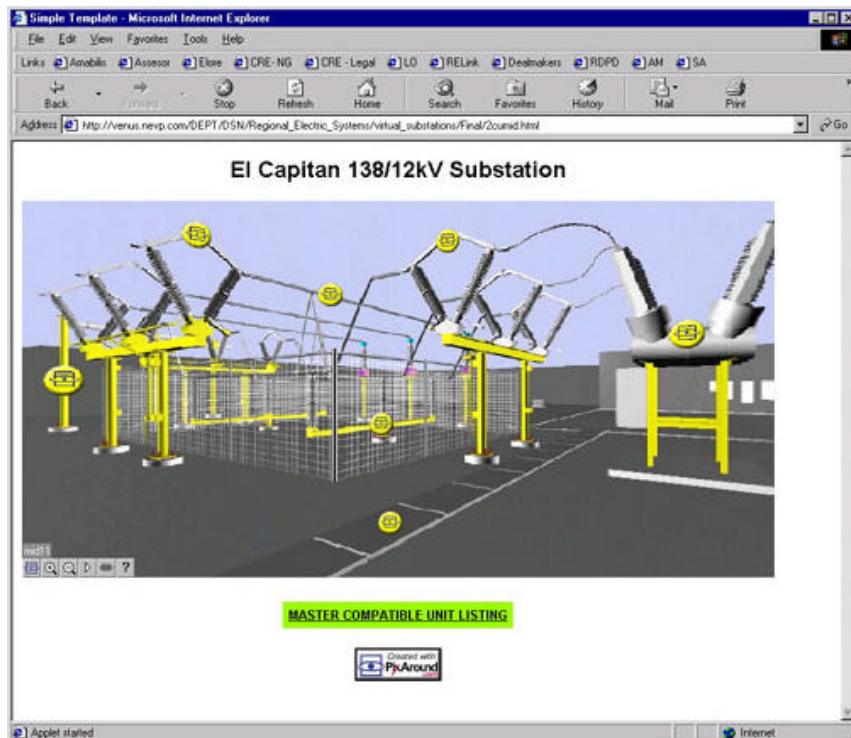 Simple Template - Microsoft Internet Explorer
File Edit View Favorites Tools Help
Links Amabilis Assessor Elore CRE-NG CRE-Legal LO RELink Dealmakers RDPD AM SA
Back Forward Stop Refresh Home Search Favorites History Mail Print
Address http://venus.nevp.com/DEPT/DSN/Regional_Electric_Systems/virtual_substations/Final/2cumid.html Go
El Capitan 138/12kV Substation
mid11
?
MASTER COMPATIBLE UNIT LISTING
Created with
PixAround
.com
Applet started Internet